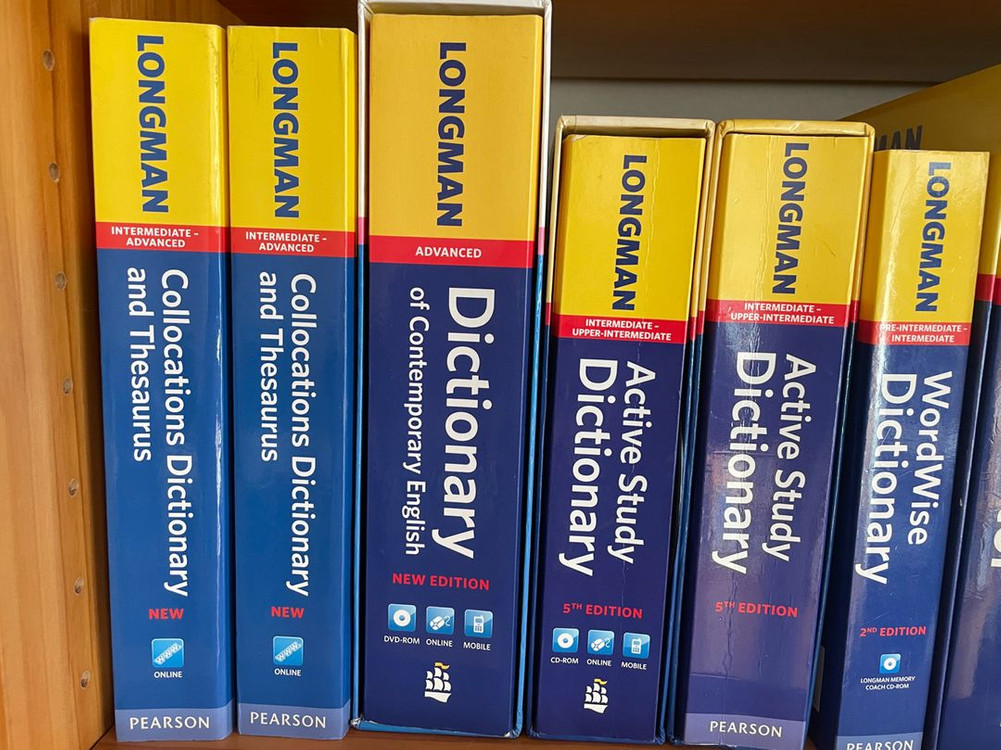 LONGMAN
INTERMEDIATE –
ADVANCED
Collocations Dictionary
and Thesaurus
NEW
ONLINE
PEARSON
LONGMAN
INTERMEDIATE –
ADVANCED
Collocations Dictionary
and Thesaurus
NEW
ONLINE
PEARSON
LONGMAN
ADVANCED
Dictionary
of Contemporary English
NEW EDITION
DVD-ROM ONLINE MOBILE
LONGMAN
INTERMEDIATE –
UPPER-INTERMEDIATE
Active Study
Dictionary
5TH EDITION
CD-ROM ONLINE MOBILE
LONGMAN
INTERMEDIATE –
UPPER-INTERMEDIATE
Active Study
Dictionary
5TH EDITION
PEARSON
LONGMAN
PRE-INTERMEDIATE –
INTERMEDIATE
WordWise
Dictionary
2ND EDITION
LONGMAN MEMORY
COACH CD-ROM
PEARSON